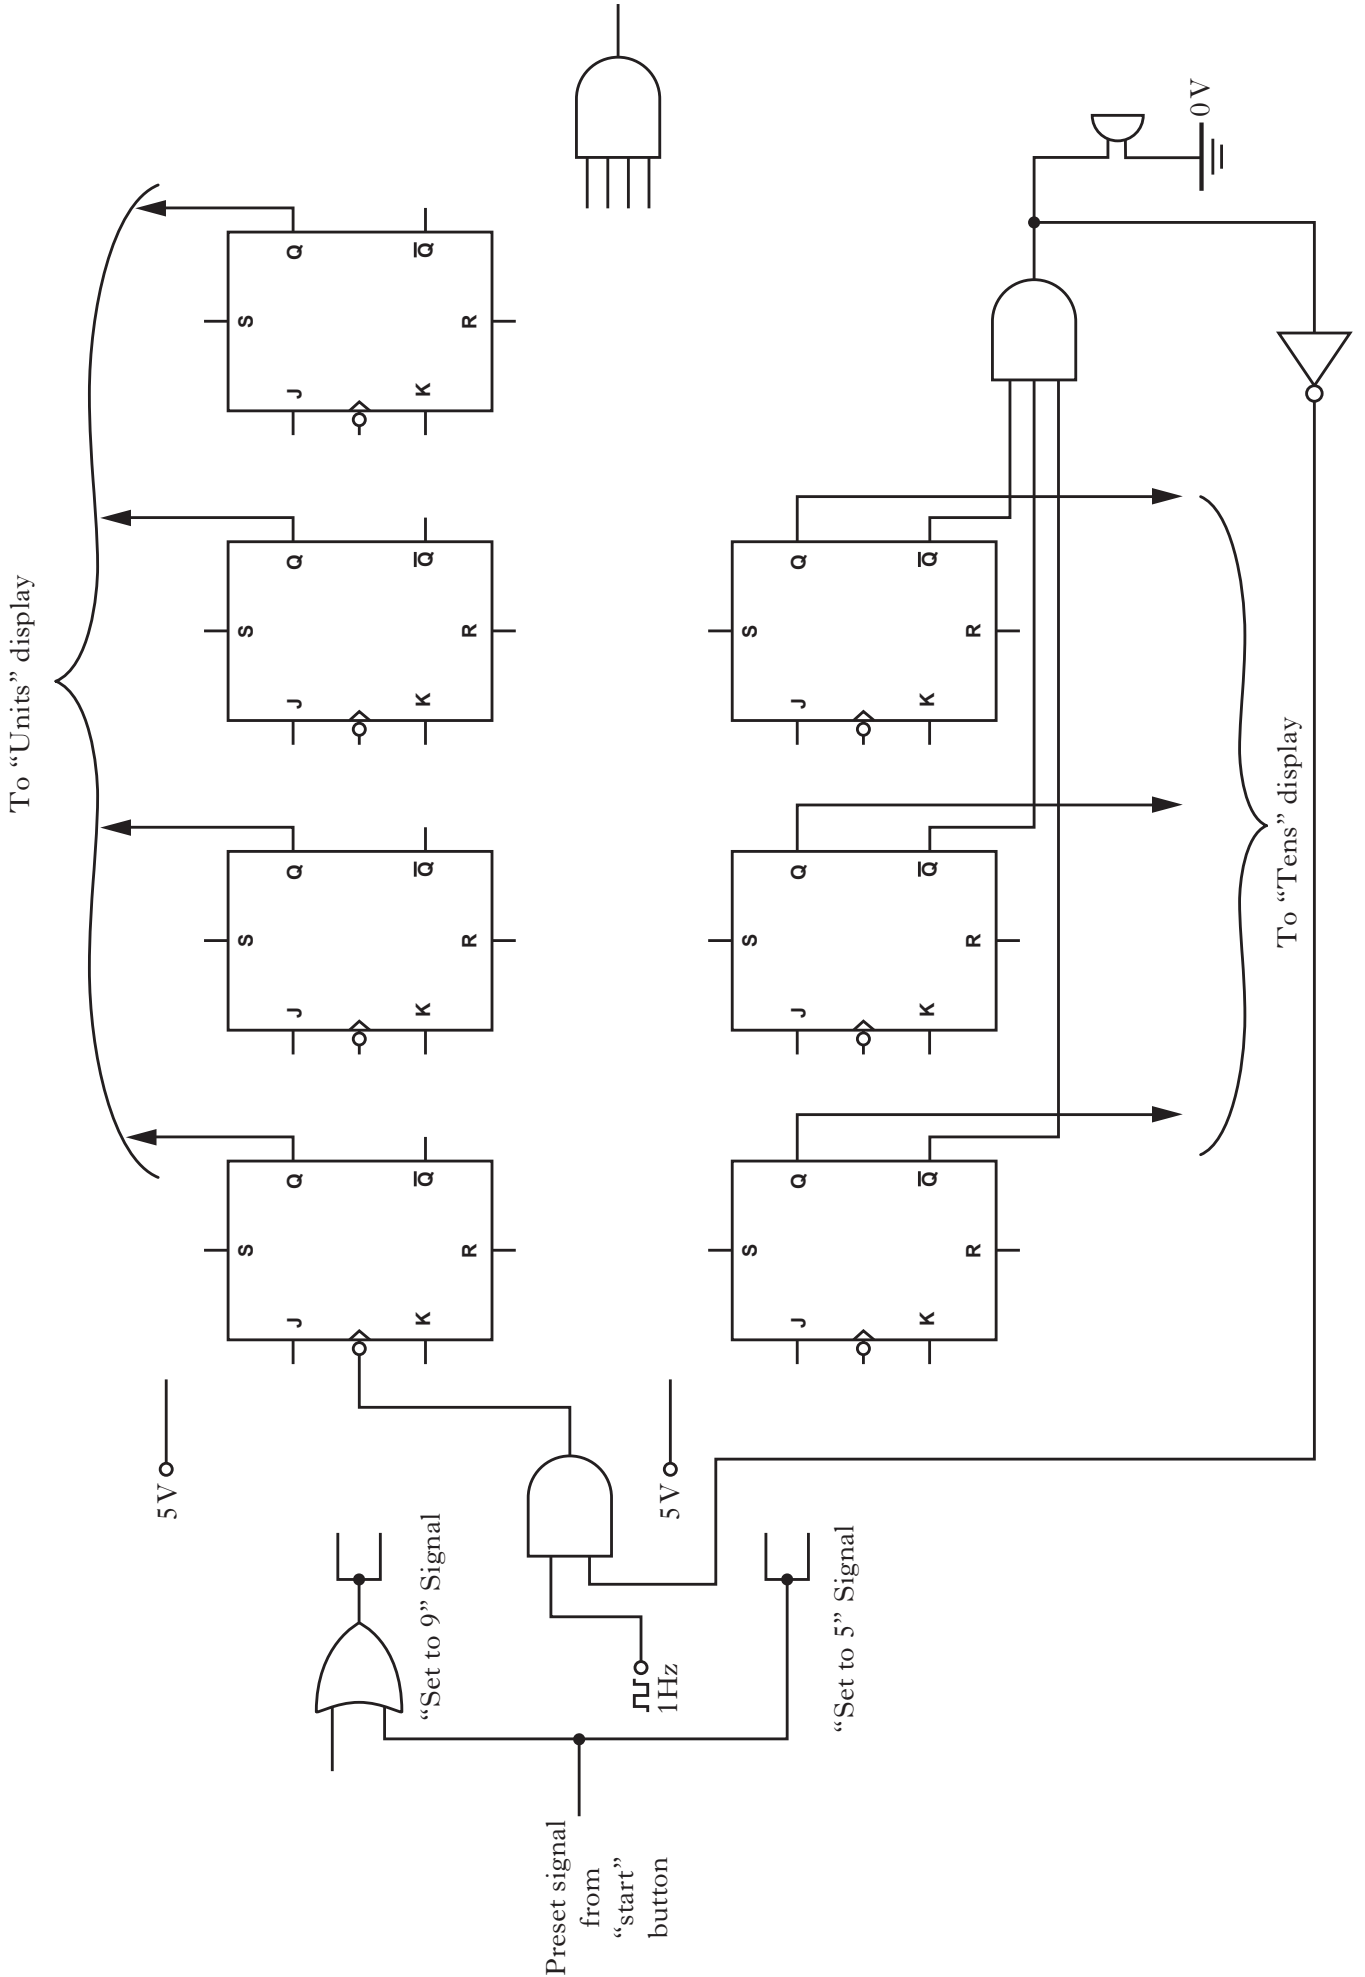 To “Units” display
5 V
S
S
S
S
J
Q
J
Q
J
Q
J
Q
K
Q̅
K
Q̅
K
Q̅
K
Q̅
R
R
R
R
“Set to 9” Signal
Preset signal
from
“start”
button
1Hz
5 V
S
S
S
J
Q
J
Q
J
Q
“Set to 5” Signal
K
Q̅
K
Q̅
K
Q̅
R
R
R
0 V
To “Tens” display